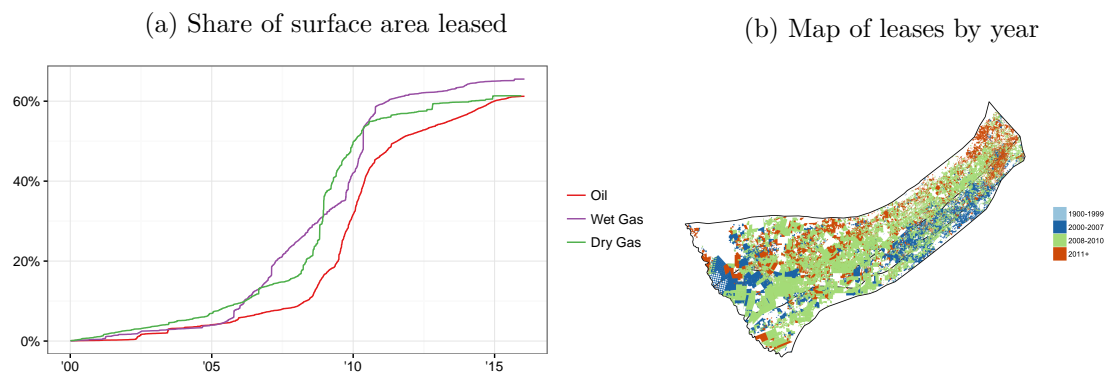 (a) Share of surface area leased
60%
40%
20%
0%
'00
'05
'10
'15
Oil
Wet Gas
Dry Gas
(b) Map of leases by year
1900-1999
2000-2007
2008-2010
2011+